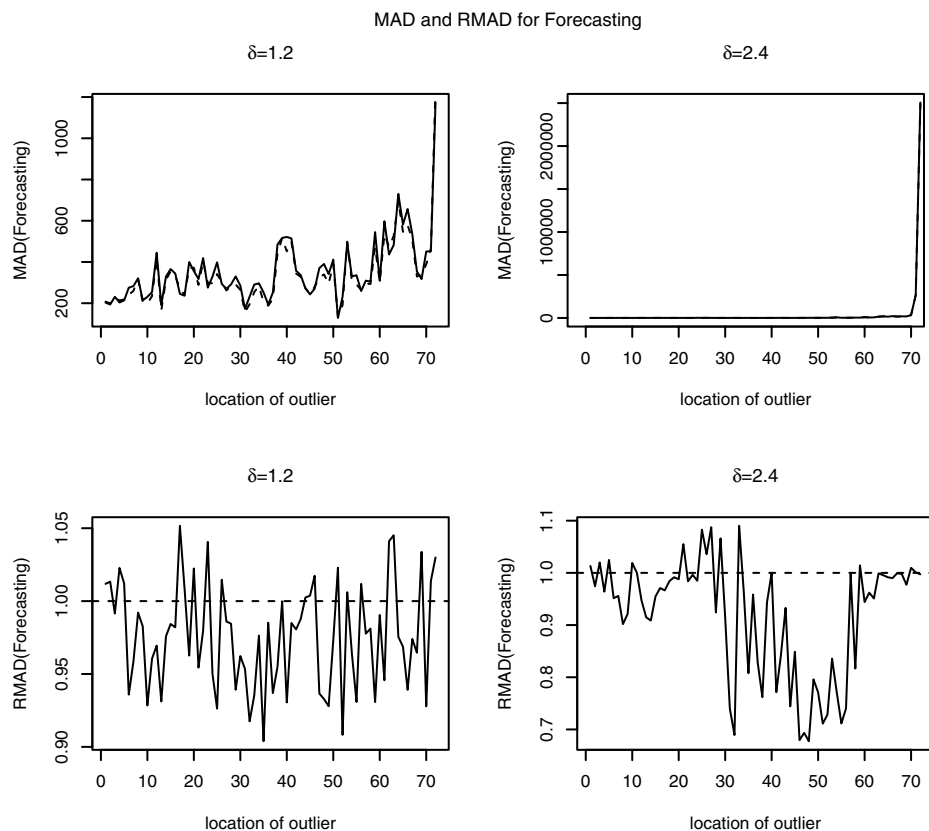 MAD and RMAD for Forecasting
δ=1.2
MAD(Forecasting)
200
600
1000
0 10 20 30 40 50 60 70
location of outlier
δ=2.4
MAD(Forecasting)
0
1000000
2000000
0 10 20 30 40 50 60 70
location of outlier
δ=1.2
RMAD(Forecasting)
0.90
0.95
1.00
1.05
0 10 20 30 40 50 60 70
location of outlier
δ=2.4
RMAD(Forecasting)
0.7
0.8
0.9
1.0
1.1
0 10 20 30 40 50 60 70
location of outlier